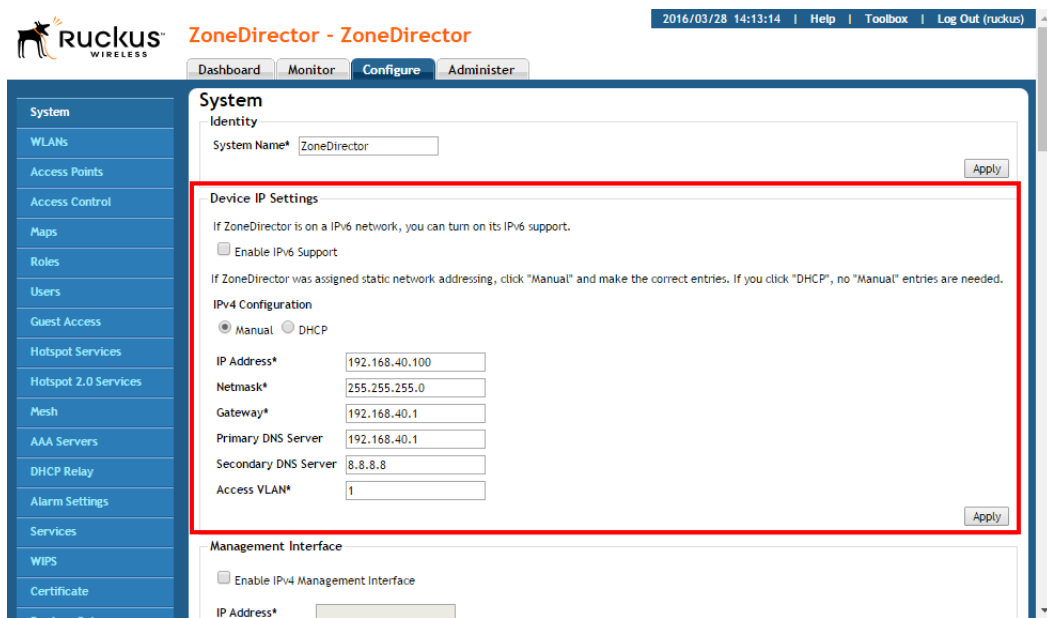 2016/03/28 14:13:14 | Help | Toolbox | Log Out (ruckus)
RUCKUS
WIRELESS
ZoneDirector - ZoneDirector
Dashboard Monitor Configure Administer
System
WLANs
Access Points
Access Control
Maps
Roles
Users
Guest Access
Hotspot Services
Hotspot 2.0 Services
Mesh
AAA Servers
DHCP Relay
Alarm Settings
Services
WIPS
Certificate
System
Identity
System Name* ZoneDirector
Apply
Device IP Settings
If ZoneDirector is on a IPv6 network, you can turn on its IPv6 support.
Enable IPv6 Support
If ZoneDirector was assigned static network addressing, click "Manual" and make the correct entries. If you click "DHCP", no "Manual" entries are needed.
IPv4 Configuration
Manual DHCP
IP Address* 192.168.40.100
Netmask* 255.255.255.0
Gateway* 192.168.40.1
Primary DNS Server 192.168.40.1
Secondary DNS Server 8.8.8.8
Access VLAN* 1
Apply
Management Interface
Enable IPv4 Management Interface
IP Address*